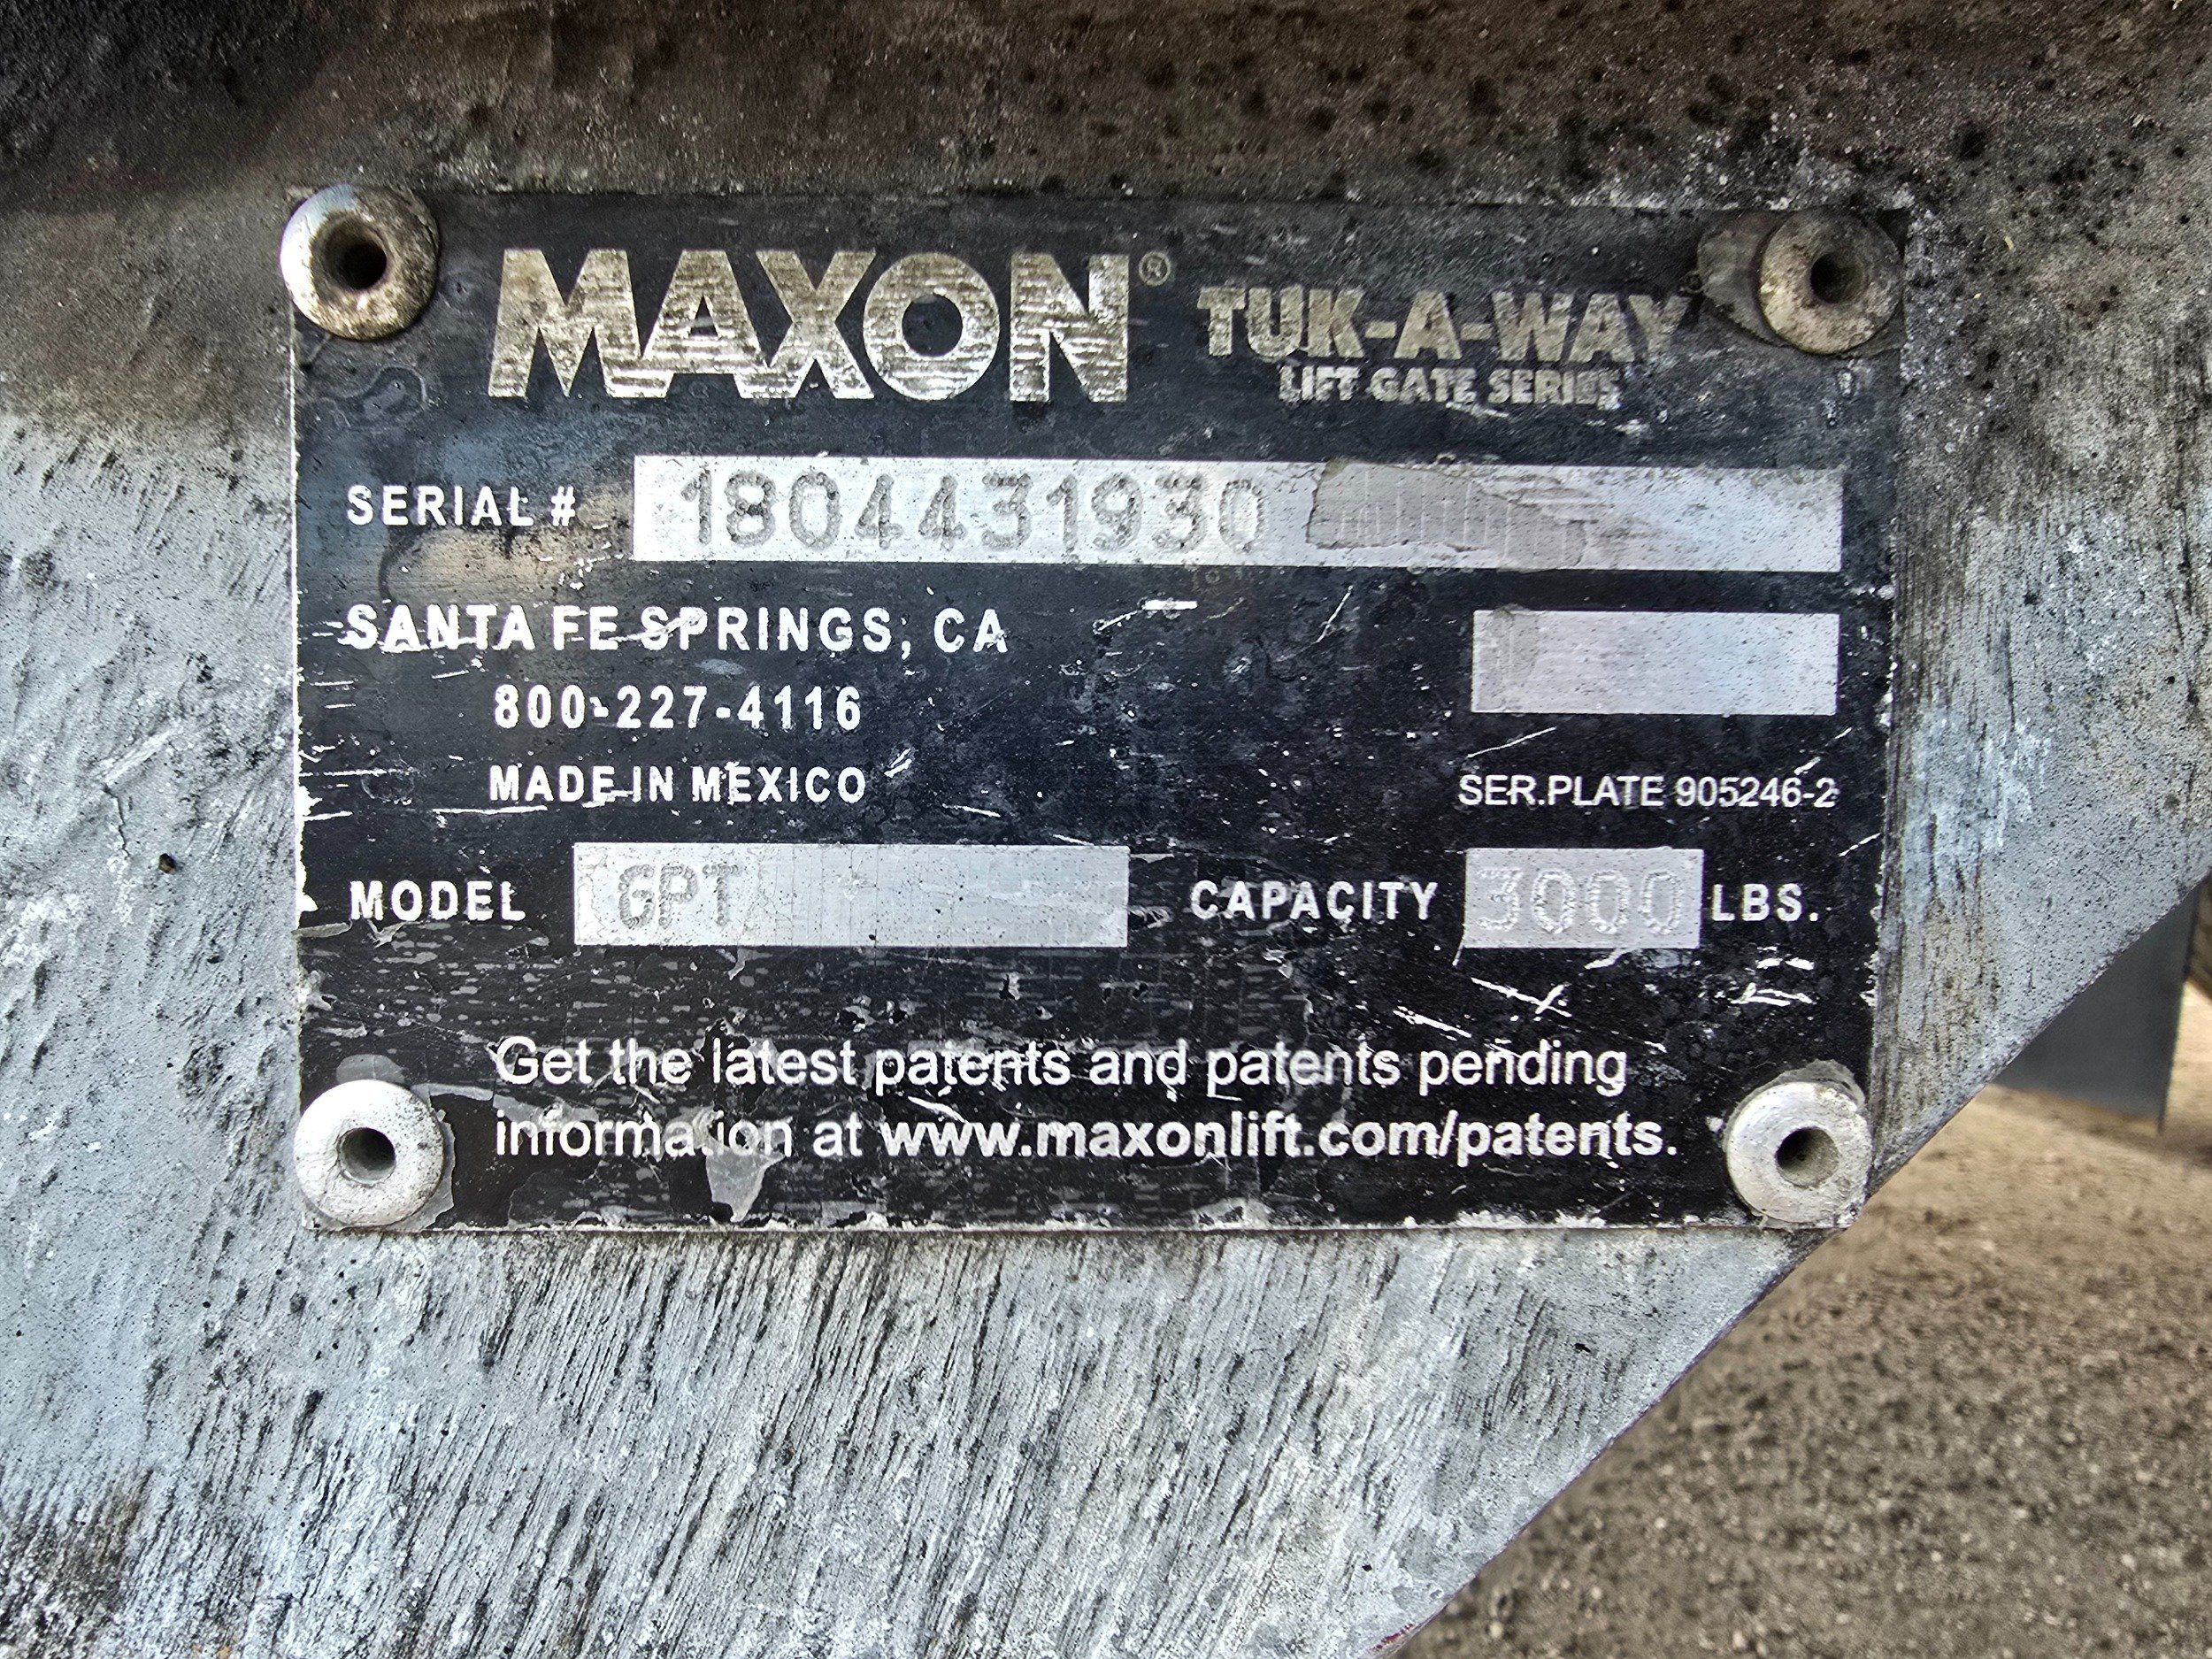 MAXON® TUK-A-WAY
LIFT GATE SERIES
SERIAL # 1804431930
SANTA FE SPRINGS, CA
800-227-4116
MADE IN MEXICO
SER.PLATE 905246-2
MODEL GPT CAPACITY 3000 LBS.
Get the latest patents and patents pending
information at www.maxonlift.com/patents.